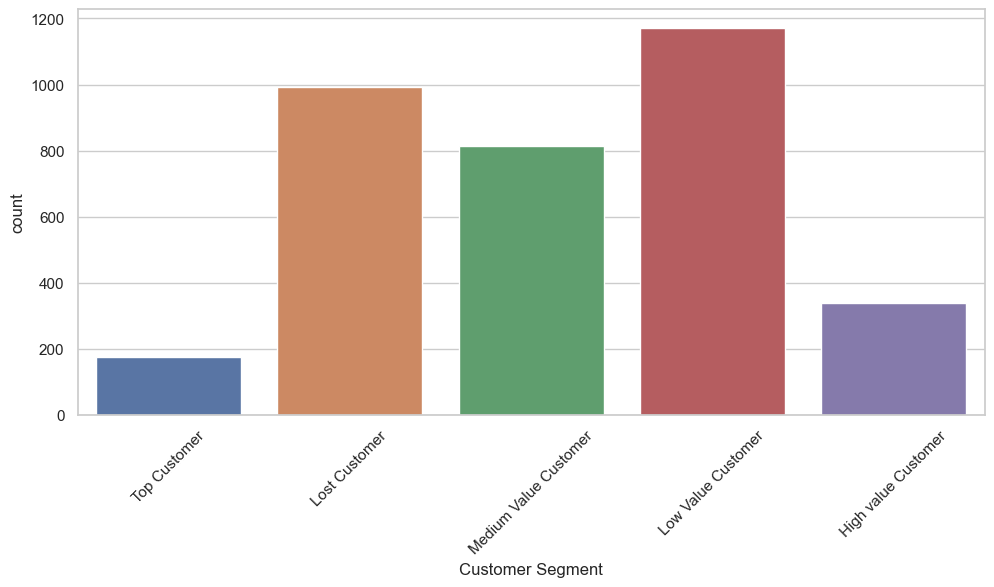 1200
1000
800
600
400
200
0
count
Top Customer
Lost Customer
Medium Value Customer
Low Value Customer
High value Customer
Customer Segment